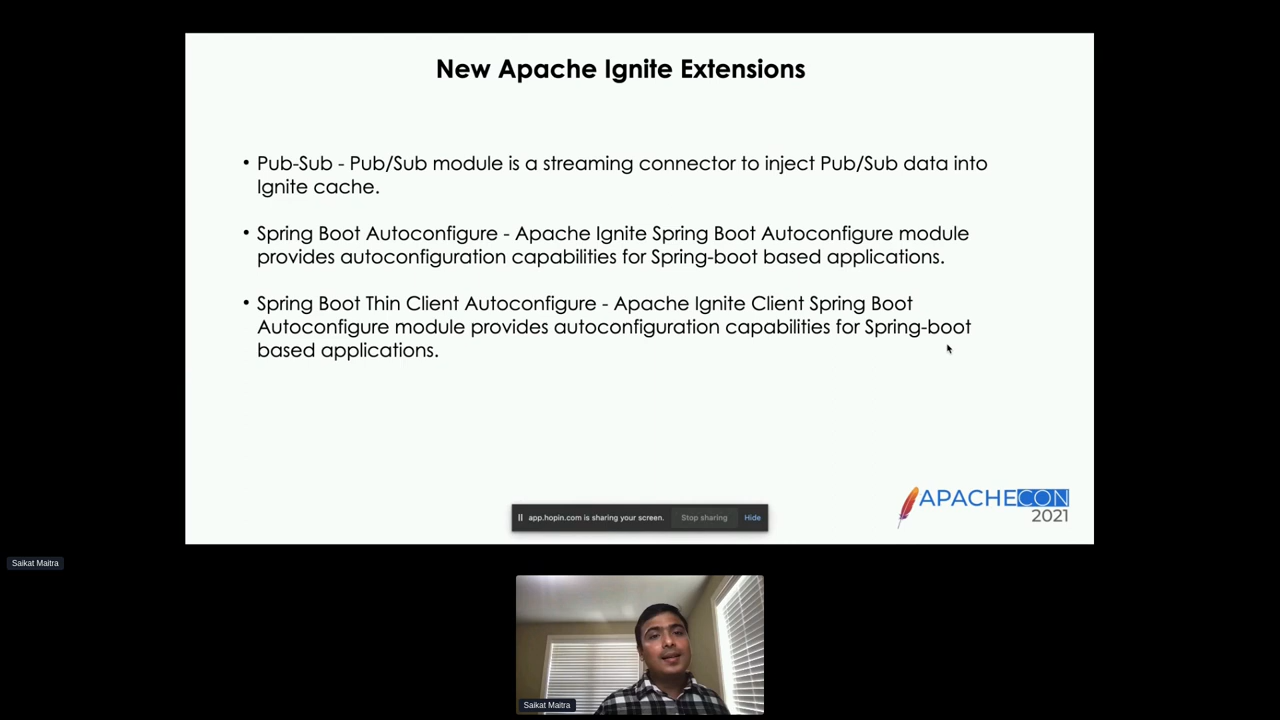 New Apache Ignite Extensions
• Pub-Sub - Pub/Sub module is a streaming connector to inject Pub/Sub data into
Ignite cache.
• Spring Boot Autoconfigure - Apache Ignite Spring Boot Autoconfigure module
provides autoconfiguration capabilities for Spring-boot based applications.
• Spring Boot Thin Client Autoconfigure - Apache Ignite Client Spring Boot
Autoconfigure module provides autoconfiguration capabilities for Spring-boot
based applications.
APACHECON
2021
app.hopin.com is sharing your screen. Stop sharing Hide
Saikat Maitra
Saikat Maitra